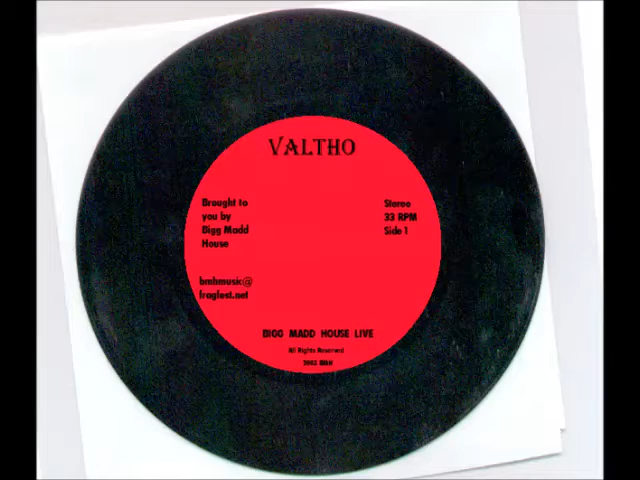 VALTHO
Brought to
you by
Bigg Madd
House
Stereo
33 RPM
Side 1
bmhmusic@
frogfest.net
BIGG MADD HOUSE LIVE
All Rights Reserved
2002 BMH